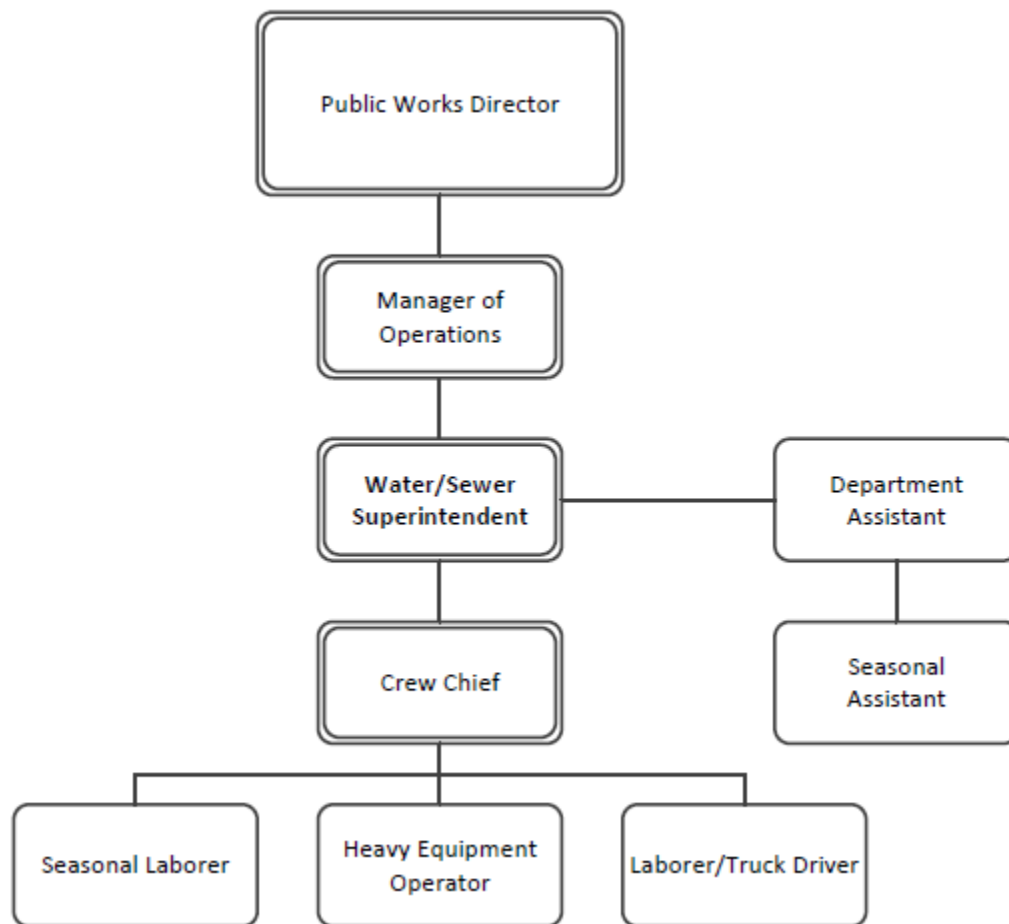 Public Works Director
Manager of
Operations
Water/Sewer
Superintendent
Department
Assistant
Crew Chief
Seasonal
Assistant
Seasonal Laborer
Heavy Equipment
Operator
Laborer/Truck Driver